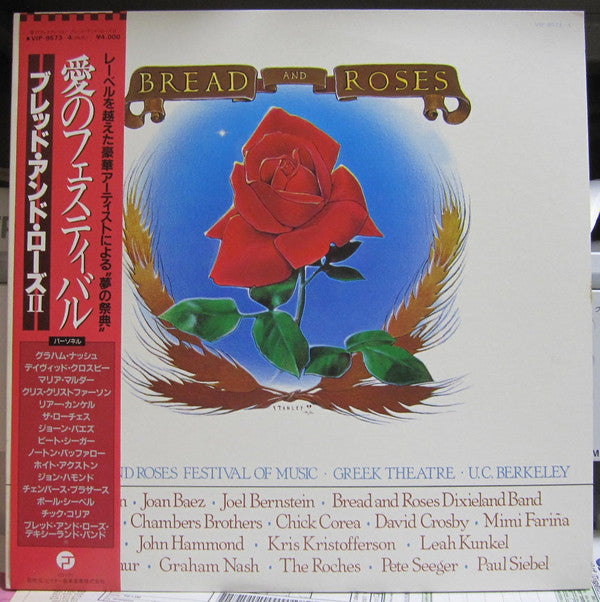 VIP-9573~4
¥4,000
レーベルを越えた豪華アーティストによる“夢の祭典”
愛のフェスティバル
ブレッド・アンド・ローズII
パーソネル
グラハム・ナッシュ
デイヴィッド・クロスビー
マリア・マルダー
クリス・クリストファーソン
リアー・カンケル
ザ・ローチェス
ジョーン・バエズ
ピート・シーガー
ノートン・バッファロー
ホイト・アクストン
ジョン・ハモンド
チェンバース・ブラザース
ポール・シーベル
チック・コリア
ブレッド・アンド・ローズ・
デキシーランド・バンド
BREAD AND ROSES
STANLEY
ND ROSES FESTIVAL OF MUSIC · GREEK THEATRE · U.C. BERKELEY
n · Joan Baez · Joel Bernstein · Bread and Roses Dixieland Band
· Chambers Brothers · Chick Corea · David Crosby · Mimi Fariña
John Hammond · Kris Kristofferson · Leah Kunkel
ur · Graham Nash · The Roches · Pete Seeger · Paul Siebel